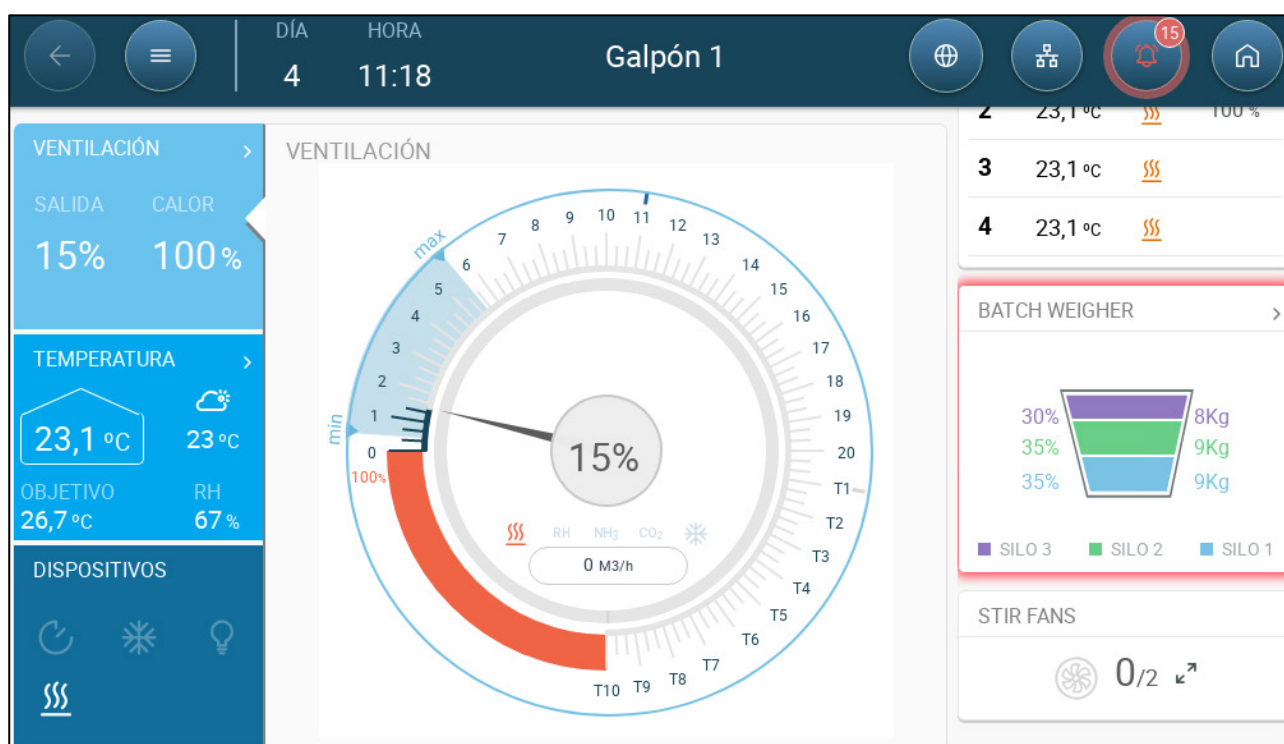 DÍA HORA
4 11:18
Galpón 1
15
VENTILACIÓN
SALIDA CALOR
15% 100 %
TEMPERATURA
23,1 ºC 23 ºC
OBJETIVO RH
26,7 ºC 67 %
DISPOSITIVOS
VENTILACIÓN
min
max
0
1
2
3
4
5
6
7
8
9
10
11
12
13
14
15
16
17
18
19
20
T1
T2
T3
T4
T5
T6
T7
T8
T9
T10
100%
15%
RH NH3 CO2
0 M3/h
2 23,1 ºC 100 %
3 23,1 ºC
4 23,1 ºC
BATCH WEIGHER
30% 8Kg
35% 9Kg
35% 9Kg
SILO 3 SILO 2 SILO 1
STIR FANS
0/2